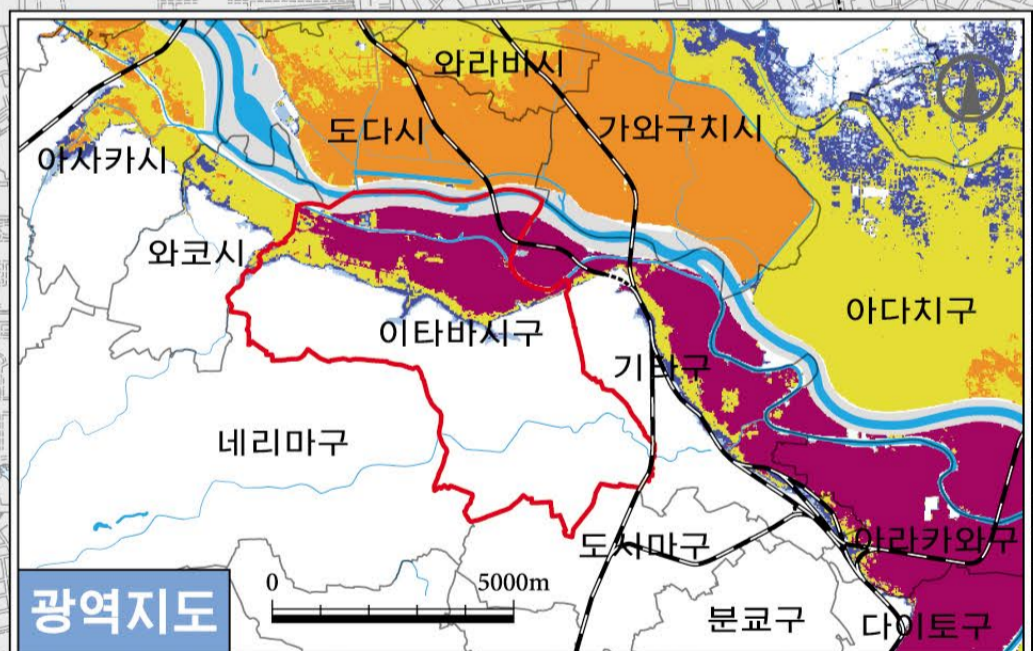 와라비시
도다시
가와구치시
아사카시
와코시
아다치구
이타바시구
기타구
네리마구
도시마구
아라카와구
분쿄구
다이토구
0 5000m
광역지도